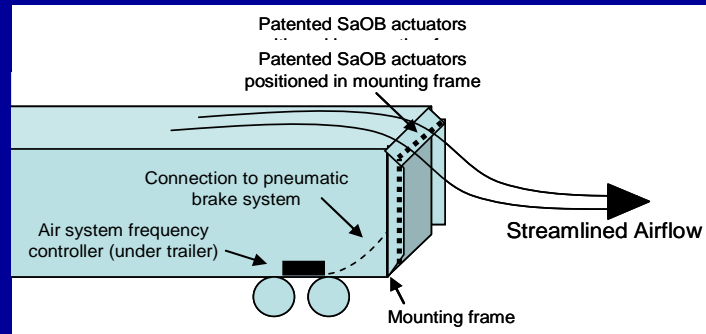 Patented SaOB actuators
Patented SaOB actuators
positioned in mounting frame
Connection to pneumatic
brake system
Air system frequency
controller (under trailer)
Streamlined Airflow
Mounting frame